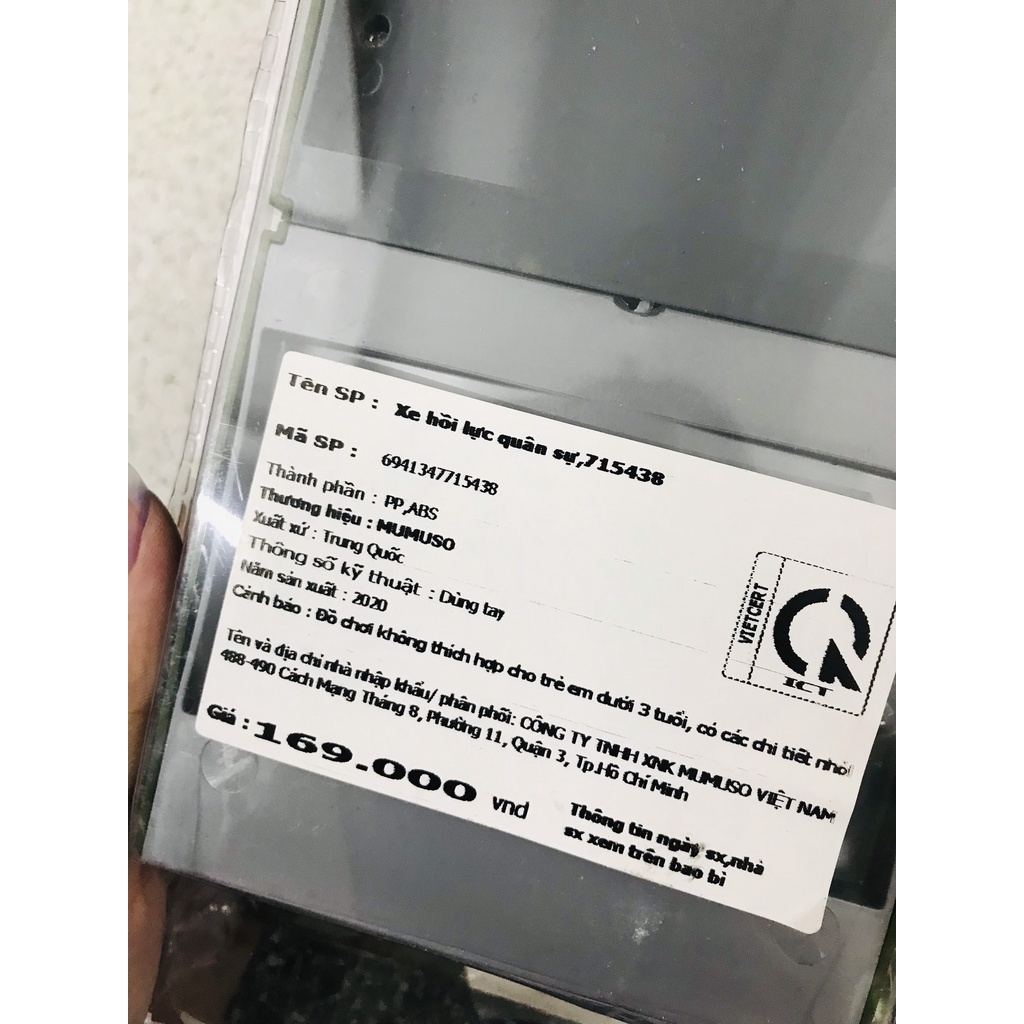 Tên SP : Xe hồi lực quân sự,715438
Mã SP : 6941347715438
Thành phần : PP,ABS
Thương hiệu : MUMUSO
Xuất xứ : Trung Quốc
Thông số kỹ thuật : Dùng tay
Năm sản xuất : 2020
Cảnh báo : Đồ chơi không thích hợp cho trẻ em dưới 3 tuổi, có các chi tiết nhỏ
Tên và địa chỉ nhà nhập khẩu/ phân phối: CÔNG TY TNHH XNK MUMUSO VIỆT NAM
488-490 Cách Mạng Tháng 8, Phường 11, Quận 3, Tp.Hồ Chí Minh
Giá : 169.000 vnd
Thông tin ngày sx,nhà
sx xem trên bao bì
VIETCERT
ICT